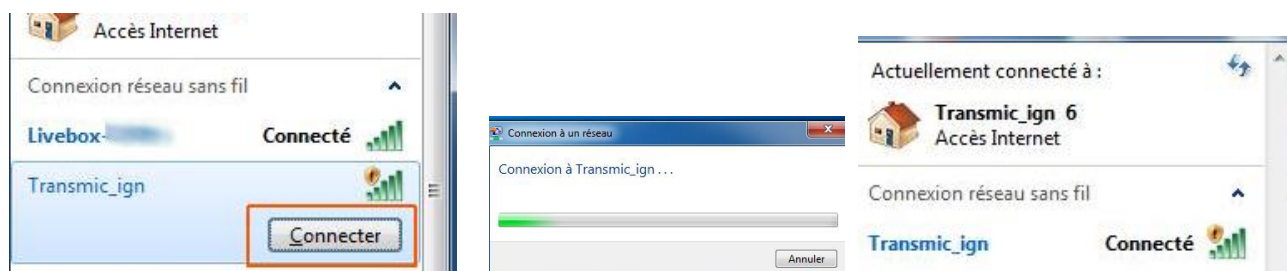 Accès Internet
Connexion réseau sans fil
Livebox-
Connecté
Transmic_ign
Connecter
Connexion à un réseau
Connexion à Transmic_ign . . .
Annuler
Actuellement connecté à :
Transmic_ign 6
Accès Internet
Connexion réseau sans fil
Transmic_ign
Connecté